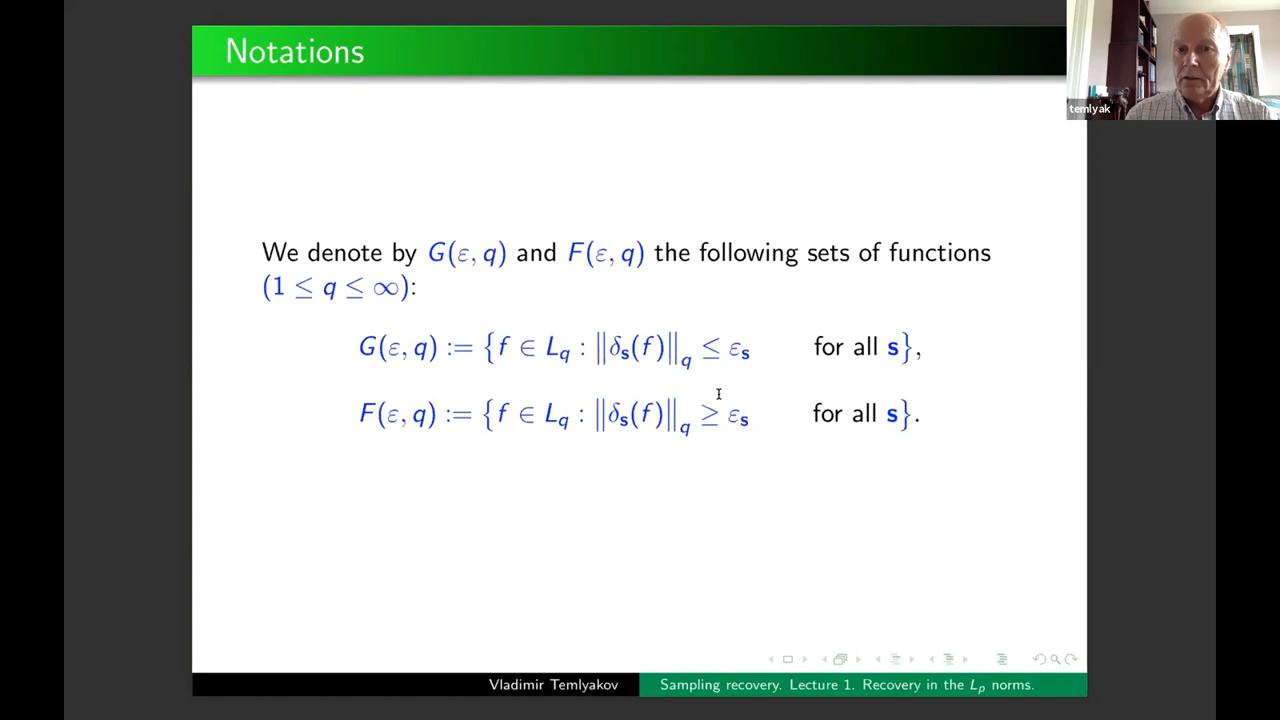 Notations
temlyak
We denote by G(ε, q) and F(ε, q) the following sets of functions
(1 ≤ q ≤ ∞):
G(ε, q) := {f ∈ L_q : ‖δ_s(f)‖_q ≤ ε_s for all s},
F(ε, q) := {f ∈ L_q : ‖δ_s(f)‖_q ≥ ε_s for all s}.
Vladimir Temlyakov Sampling recovery. Lecture 1. Recovery in the L_p norms.